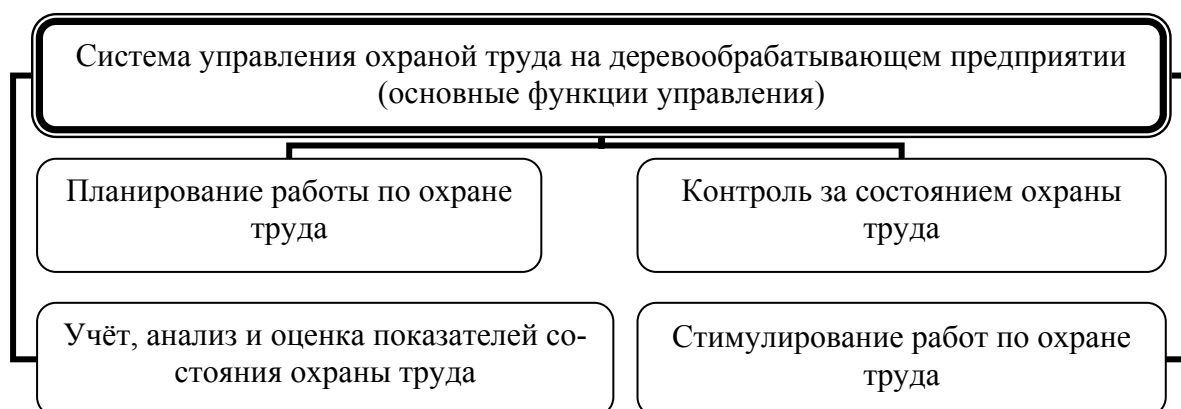 Система управления охраной труда на деревообрабатывающем предприятии
(основные функции управления)
Планирование работы по охране
труда
Контроль за состоянием охраны
труда
Учёт, анализ и оценка показателей со-
стояния охраны труда
Стимулирование работ по охране
труда